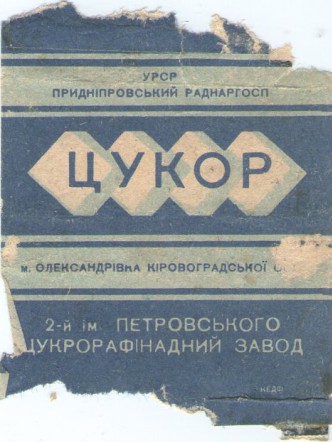 УРСР
ПРИДНІПРОВСЬКИЙ РАДНАРГОСП
ЦУКОР
м. ОЛЕКСАНДРІВКА КІРОВОГРАДСЬКОЇ
2-й ім. ПЕТРОВСЬКОГО
ЦУКРОРАФІНАДНИЙ ЗАВОД